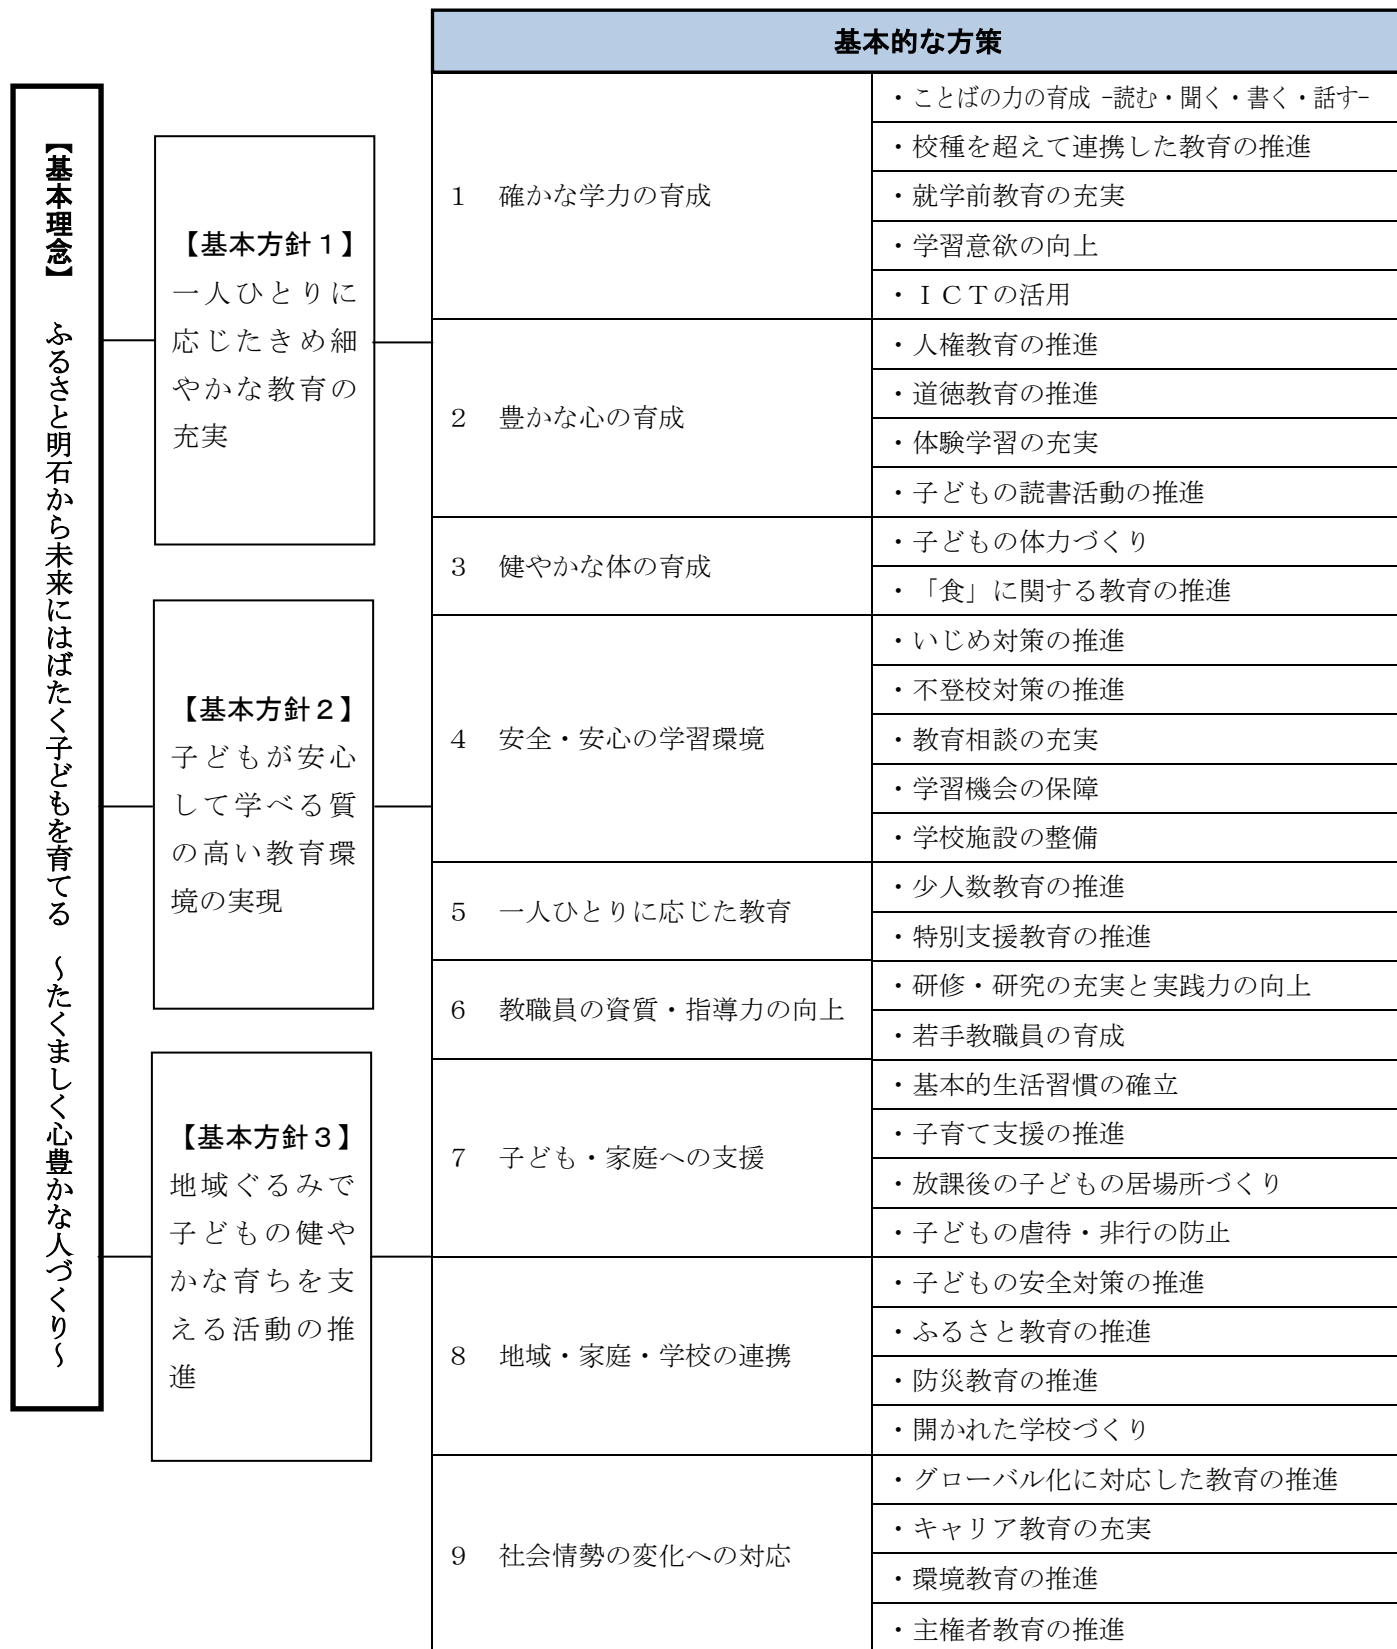 【基本理念】　ふるさと明石から未来にはばたく子どもを育てる　～たくましく心豊かな人づくり～
【基本方針１】
一人ひとりに
応じたきめ細
やかな教育の
充実
【基本方針２】
子どもが安心
して学べる質
の高い教育環
境の実現
【基本方針３】
地域ぐるみで
子どもの健や
かな育ちを支
える活動の推
進
基本的な方策
１　確かな学力の育成
・ことばの力の育成 -読む・聞く・書く・話す-
・校種を超えて連携した教育の推進
・就学前教育の充実
・学習意欲の向上
・ＩＣＴの活用
２　豊かな心の育成
・人権教育の推進
・道徳教育の推進
・体験学習の充実
・子どもの読書活動の推進
３　健やかな体の育成
・子どもの体力づくり
・「食」に関する教育の推進
４　安全・安心の学習環境
・いじめ対策の推進
・不登校対策の推進
・教育相談の充実
・学習機会の保障
・学校施設の整備
５　一人ひとりに応じた教育
・少人数教育の推進
・特別支援教育の推進
６　教職員の資質・指導力の向上
・研修・研究の充実と実践力の向上
・若手教職員の育成
７　子ども・家庭への支援
・基本的生活習慣の確立
・子育て支援の推進
・放課後の子どもの居場所づくり
・子どもの虐待・非行の防止
８　地域・家庭・学校の連携
・子どもの安全対策の推進
・ふるさと教育の推進
・防災教育の推進
・開かれた学校づくり
９　社会情勢の変化への対応
・グローバル化に対応した教育の推進
・キャリア教育の充実
・環境教育の推進
・主権者教育の推進